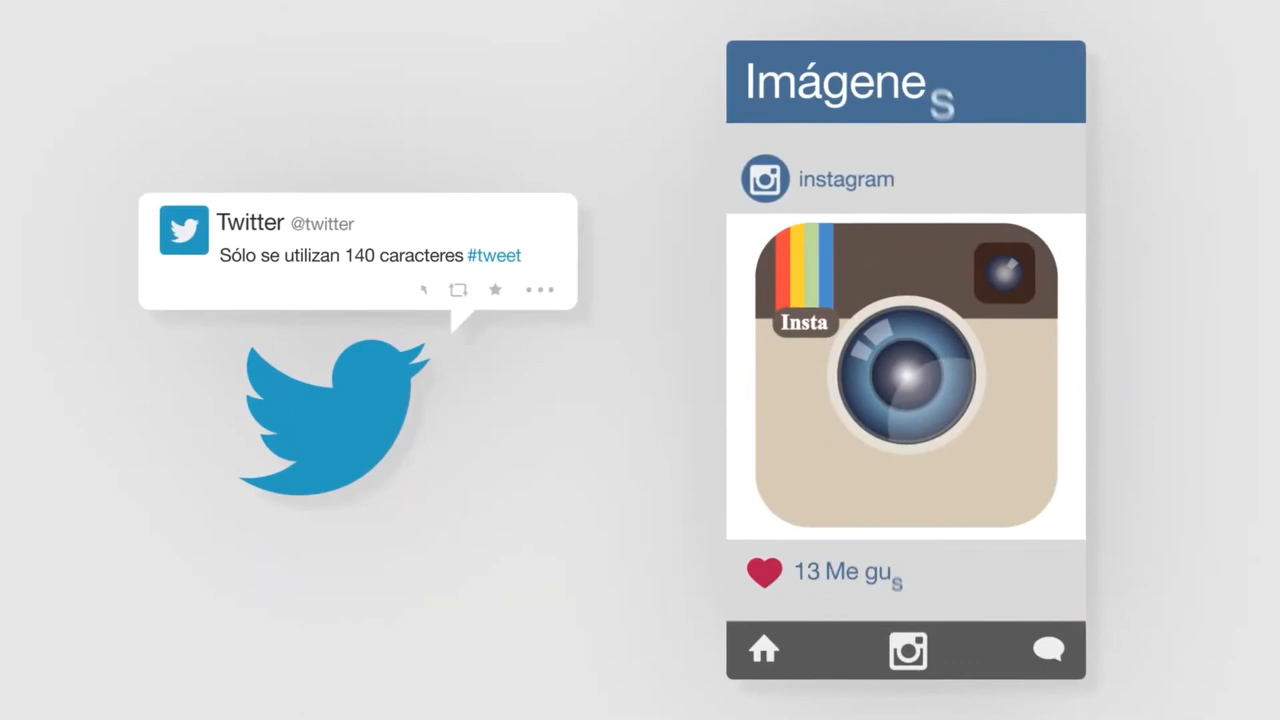 Twitter @twitter
Sólo se utilizan 140 caracteres #tweet
Imágenes
instagram
Insta
13 Me gus